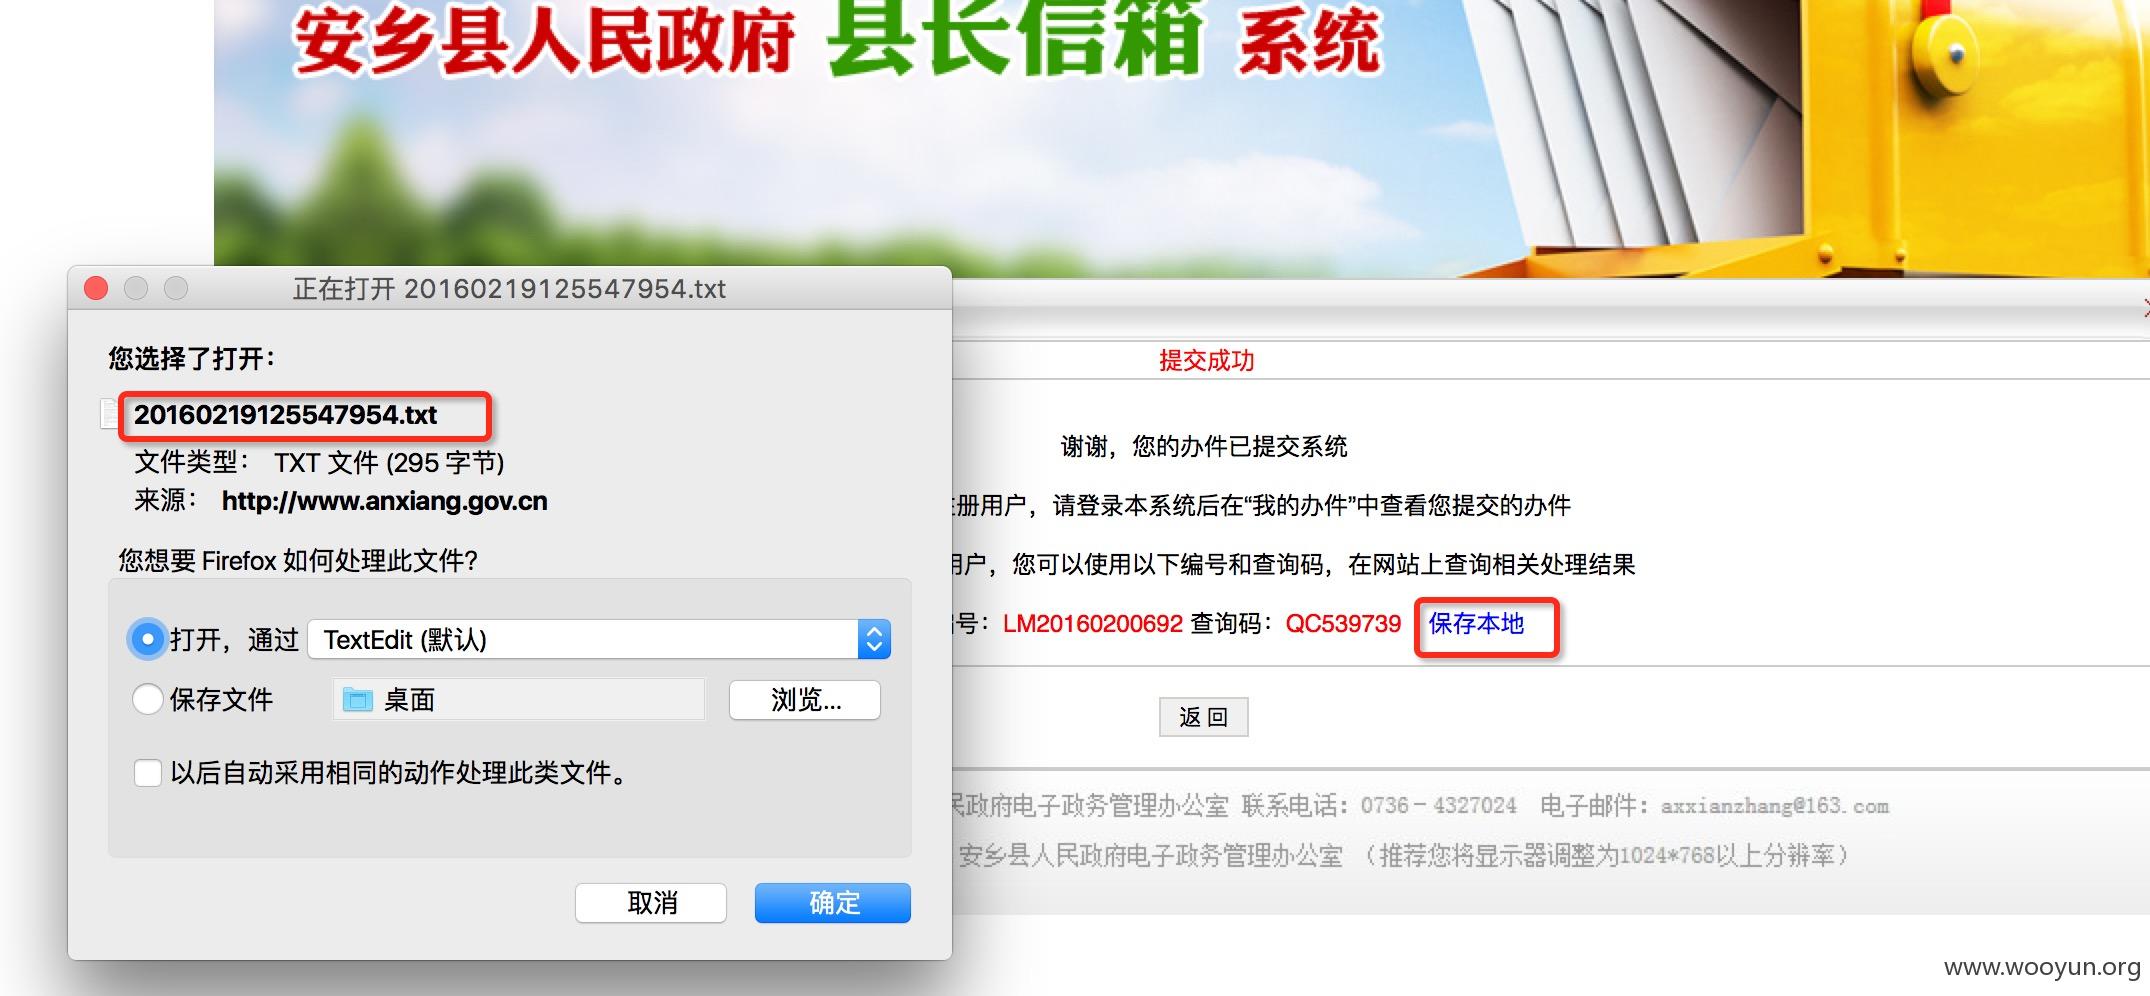 安乡县人民政府 县长信箱 系统
正在打开 20160219125547954.txt
您选择了打开：
20160219125547954.txt
文件类型： TXT 文件 (295 字节)
来源： http://www.anxiang.gov.cn
您想要 Firefox 如何处理此文件？
打开，通过 TextEdit (默认)
保存文件 桌面 浏览...
以后自动采用相同的动作处理此类文件。
取消 确定
提交成功
谢谢，您的办件已提交系统
册用户，请登录本系统后在“我的办件”中查看您提交的办件
用户，您可以使用以下编号和查询码，在网站上查询相关处理结果
号：LM20160200692 查询码：QC539739 保存本地
返 回
民政府电子政务管理办公室 联系电话：0736－4327024 电子邮件：axxianzhang@163.com
安乡县人民政府电子政务管理办公室 （推荐您将显示器调整为1024*768以上分辨率）
www.wooyun.org